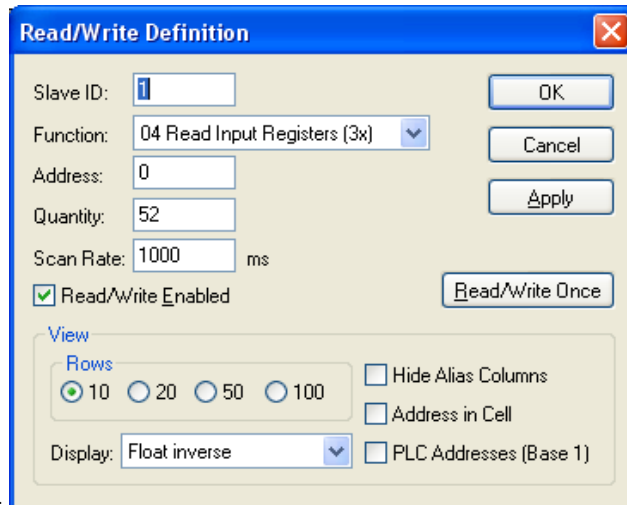 Read/Write Definition
Slave ID: 1
OK
Function: 04 Read Input Registers (3x)
Cancel
Address: 0
Apply
Quantity: 52
Scan Rate: 1000 ms
Read/Write Enabled
Read/Write Once
View
Rows
10 20 50 100
Hide Alias Columns
Address in Cell
Display: Float inverse
PLC Addresses (Base 1)